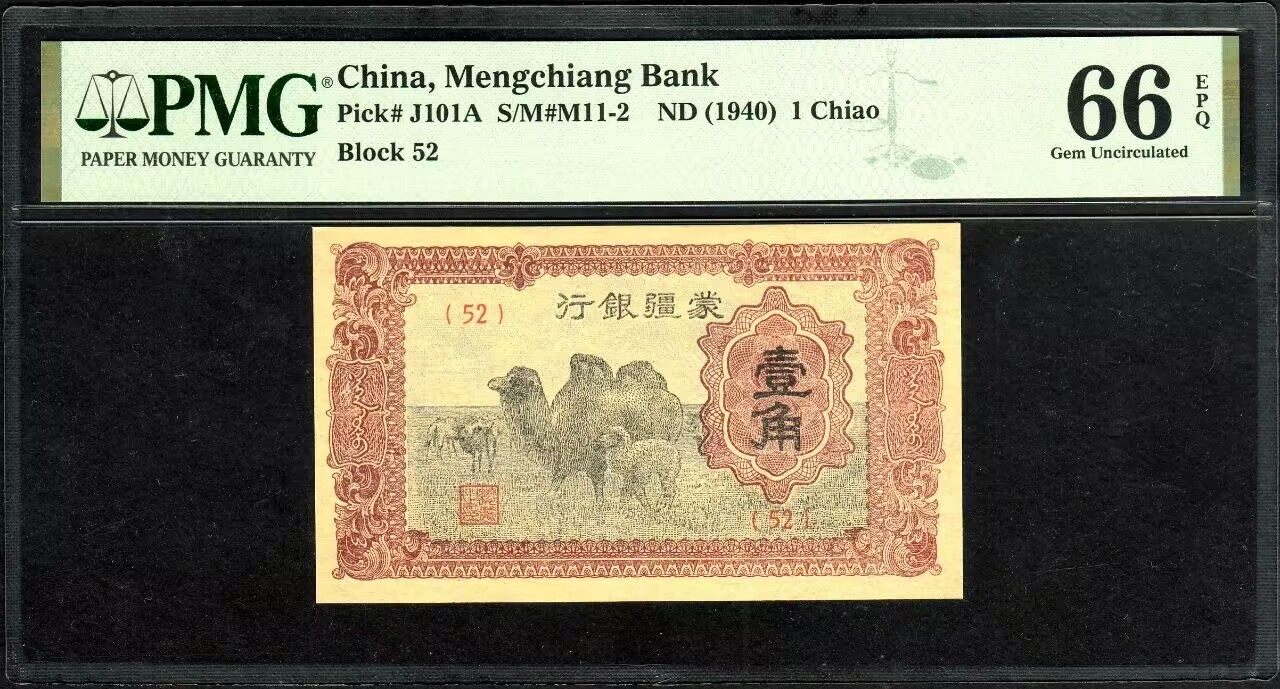 PMG®
PAPER MONEY GUARANTY
China, Mengchiang Bank
Pick# J101A S/M#M11-2 ND (1940) 1 Chiao
Block 52
66 EPQ
Gem Uncirculated
行銀疆蒙
( 52 )
壹角
( 52 )